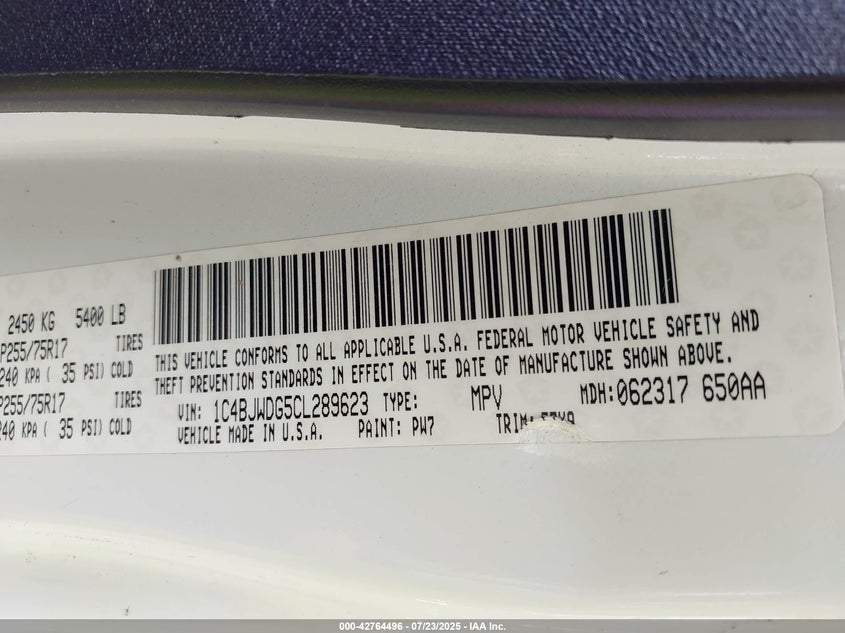 2450 KG 5400 LB
P255/75R17 TIRES
240 KPA ( 35 PSI) COLD
P255/75R17 TIRES
240 KPA ( 35 PSI) COLD
THIS VEHICLE CONFORMS TO ALL APPLICABLE U.S.A. FEDERAL MOTOR VEHICLE SAFETY AND
THEFT PREVENTION STANDARDS IN EFFECT ON THE DATE OF MANUFACTURE SHOWN ABOVE.
VIN: 1C4BJWDG5CL289623 TYPE: MPV MDH: 062317 650AA
VEHICLE MADE IN U.S.A. PAINT: PW7 TRIM:
000-42764496 - 07/23/2025 - IAA Inc.